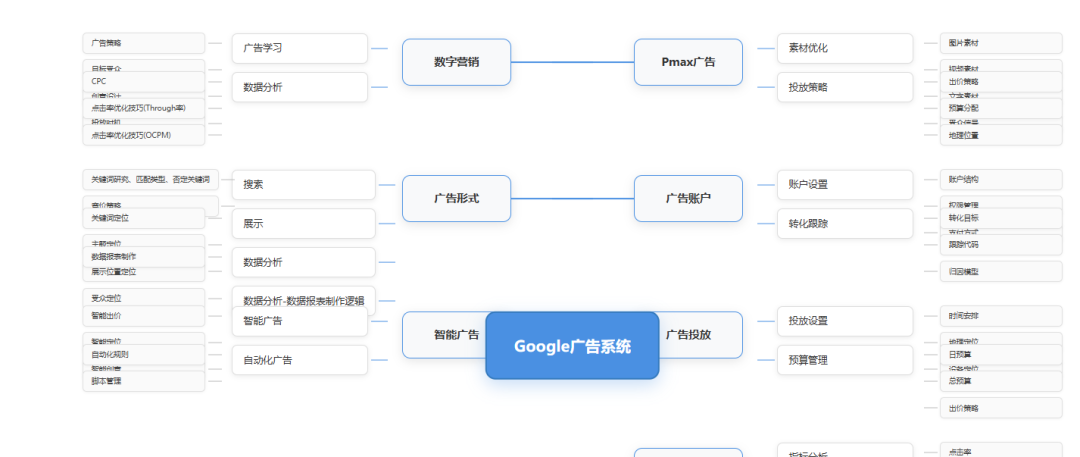 广告策略
目标受众
CPC
创意设计
点击率优化技巧(Through率)
投放时机
点击率优化技巧(OCPM)
广告学习
数据分析
数字营销
Pmax广告
素材优化
投放策略
图片素材
视频素材
出价策略
文字素材
预算分配
受众信号
地理位置
关键词研究、匹配类型、否定关键词
竞价策略
关键词定位
主题定位
数据报表制作
展示位置定位
受众定位
搜素
展示
数据分析
数据分析-数据报表制作逻辑
广告形式
广告账户
账户设置
转化跟踪
账户结构
权限管理
转化目标
支付方式
跟踪代码
归因模型
智能出价
智能定位
自动化规则
智能创意
脚本管理
智能广告
自动化广告
智能广告
Google广告系统
广告投放
投放设置
预算管理
时间安排
地理定位
日预算
设备定位
总预算
出价策略
指标分析
点击率